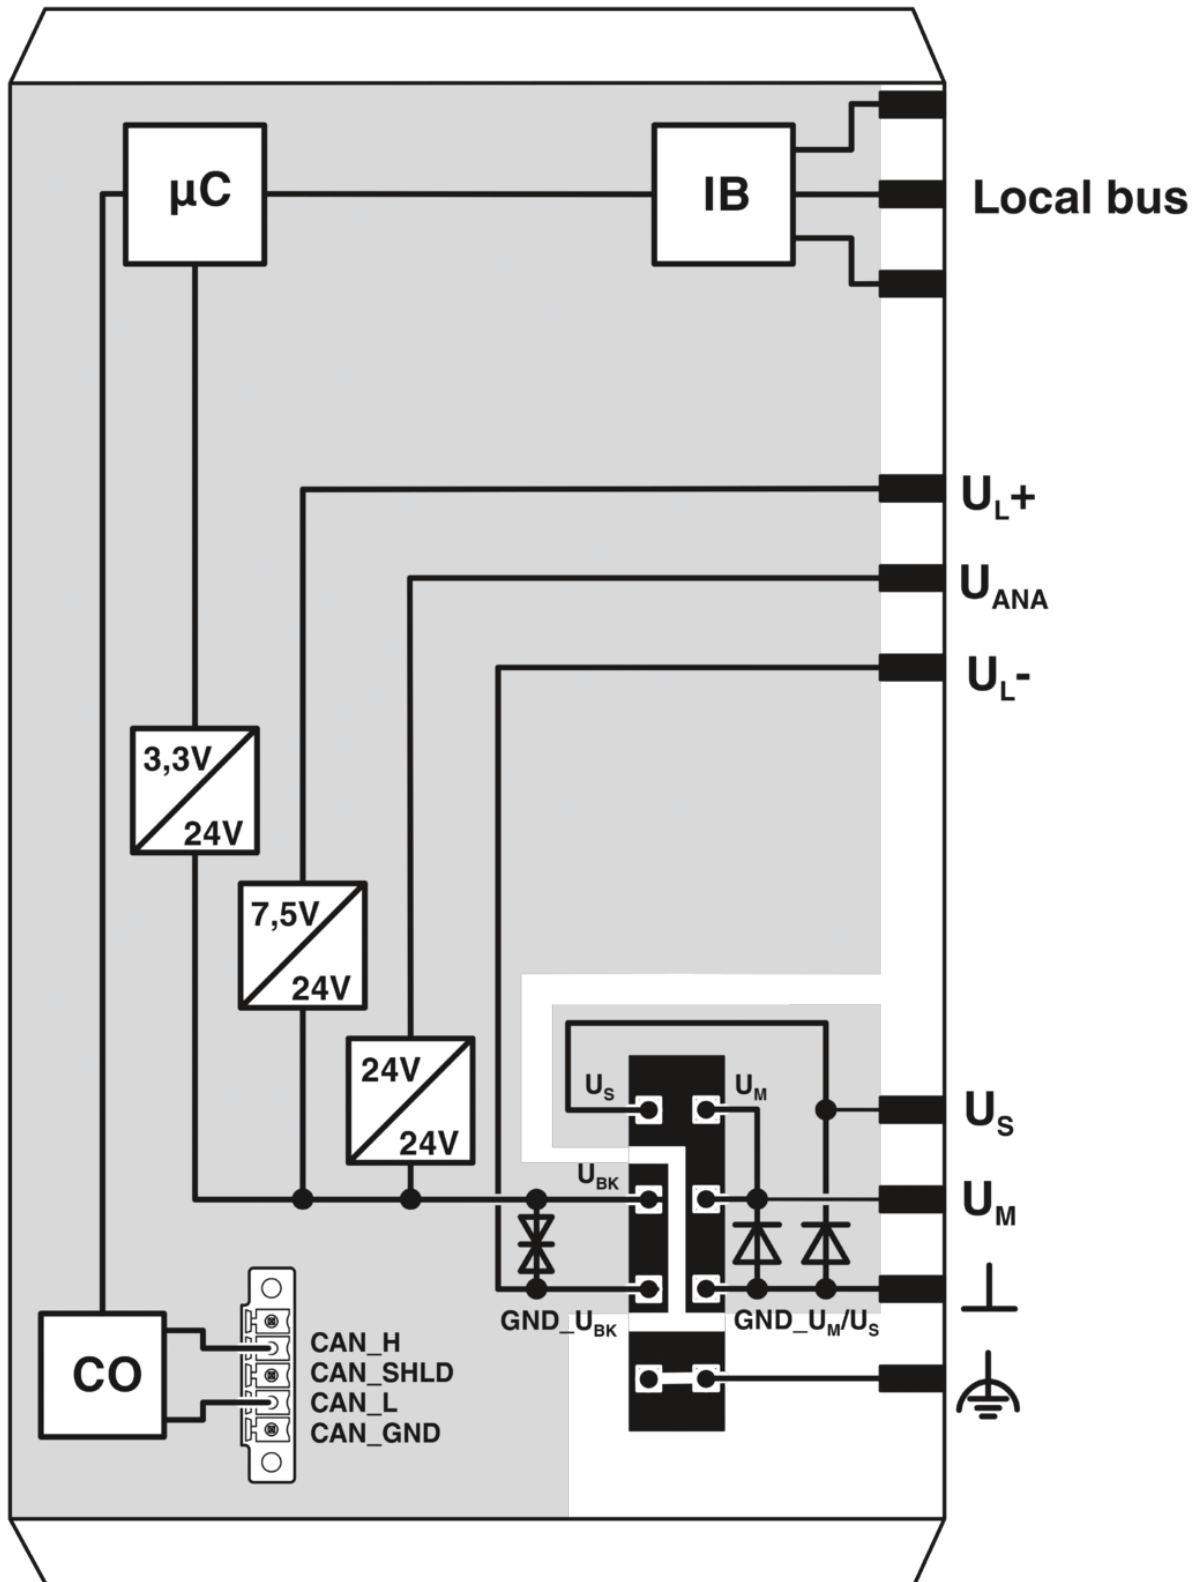 µC
IB
Local bus
UL+
UANA
UL-
3,3V
24V
7,5V
24V
24V
24V
US
UM
US
UBK
UM
GND_UBK
GND_UM/US
CO
CAN_H
CAN_SHLD
CAN_L
CAN_GND